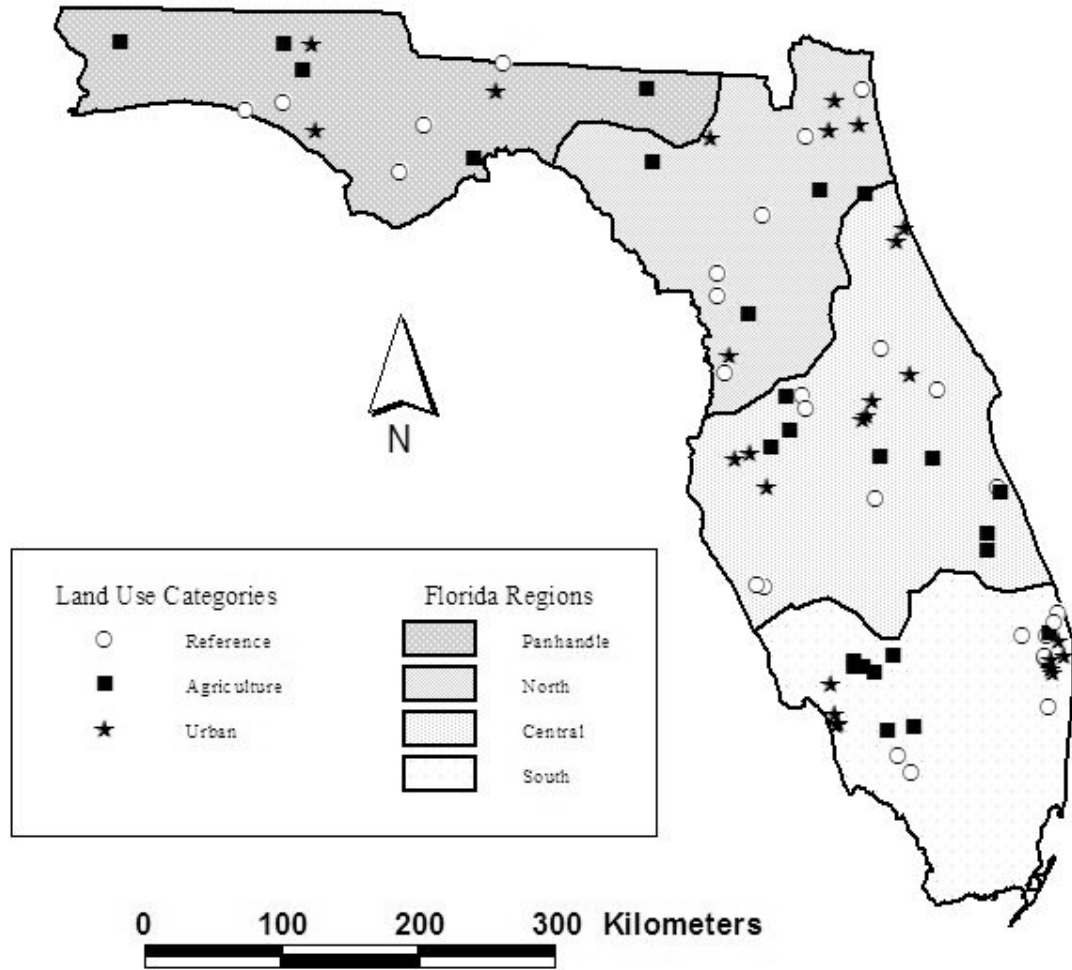 N
Land Use Categories
Reference
Agriculture
Urban
Florida Regions
Panhandle
North
Central
South
0 100 200 300 Kilometers